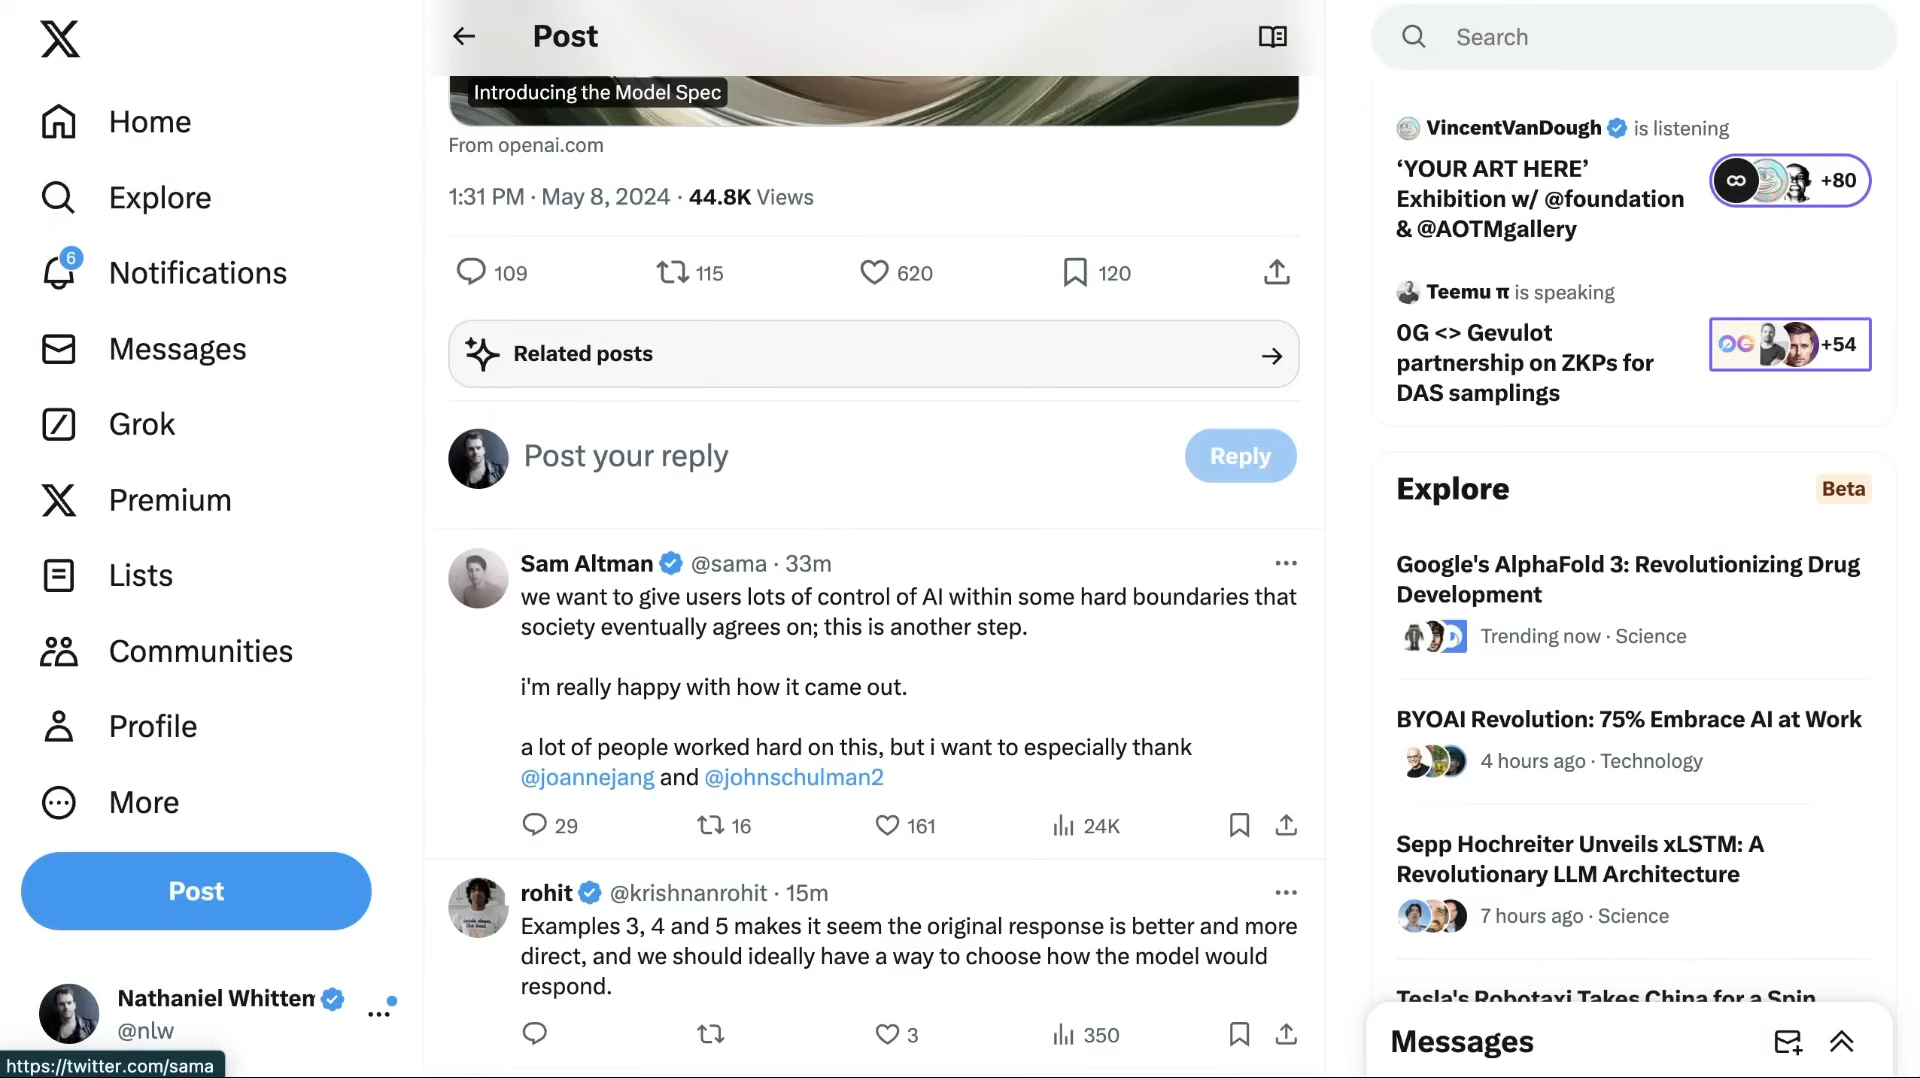 Home
Explore
6
Notifications
Messages
Grok
Premium
Lists
Communities
Profile
More
Post
Nathaniel Whittem
@nlw
https://twitter.com/sama
Post
Introducing the Model Spec
From openai.com
1:31 PM · May 8, 2024 · 44.8K Views
109 115 620 120
Related posts
Post your reply
Reply
Sam Altman @sama · 33m
we want to give users lots of control of AI within some hard boundaries that
society eventually agrees on; this is another step.
i'm really happy with how it came out.
a lot of people worked hard on this, but i want to especially thank
@joannejang and @johnschulman2
29 16 161 24K
rohit @krishnanrohit · 15m
Examples 3, 4 and 5 makes it seem the original response is better and more
direct, and we should ideally have a way to choose how the model would
respond.
3 350
Search
VincentVanDough is listening
‘YOUR ART HERE’
Exhibition w/ @foundation
& @AOTMgallery
+80
Teemu π is speaking
0G <> Gevulot
partnership on ZKPs for
DAS samplings
+54
Explore
Beta
Google's AlphaFold 3: Revolutionizing Drug
Development
Trending now · Science
BYOAI Revolution: 75% Embrace AI at Work
4 hours ago · Technology
Sepp Hochreiter Unveils xLSTM: A
Revolutionary LLM Architecture
7 hours ago · Science
Tesla's Robotaxi Takes China for a Spin
Messages